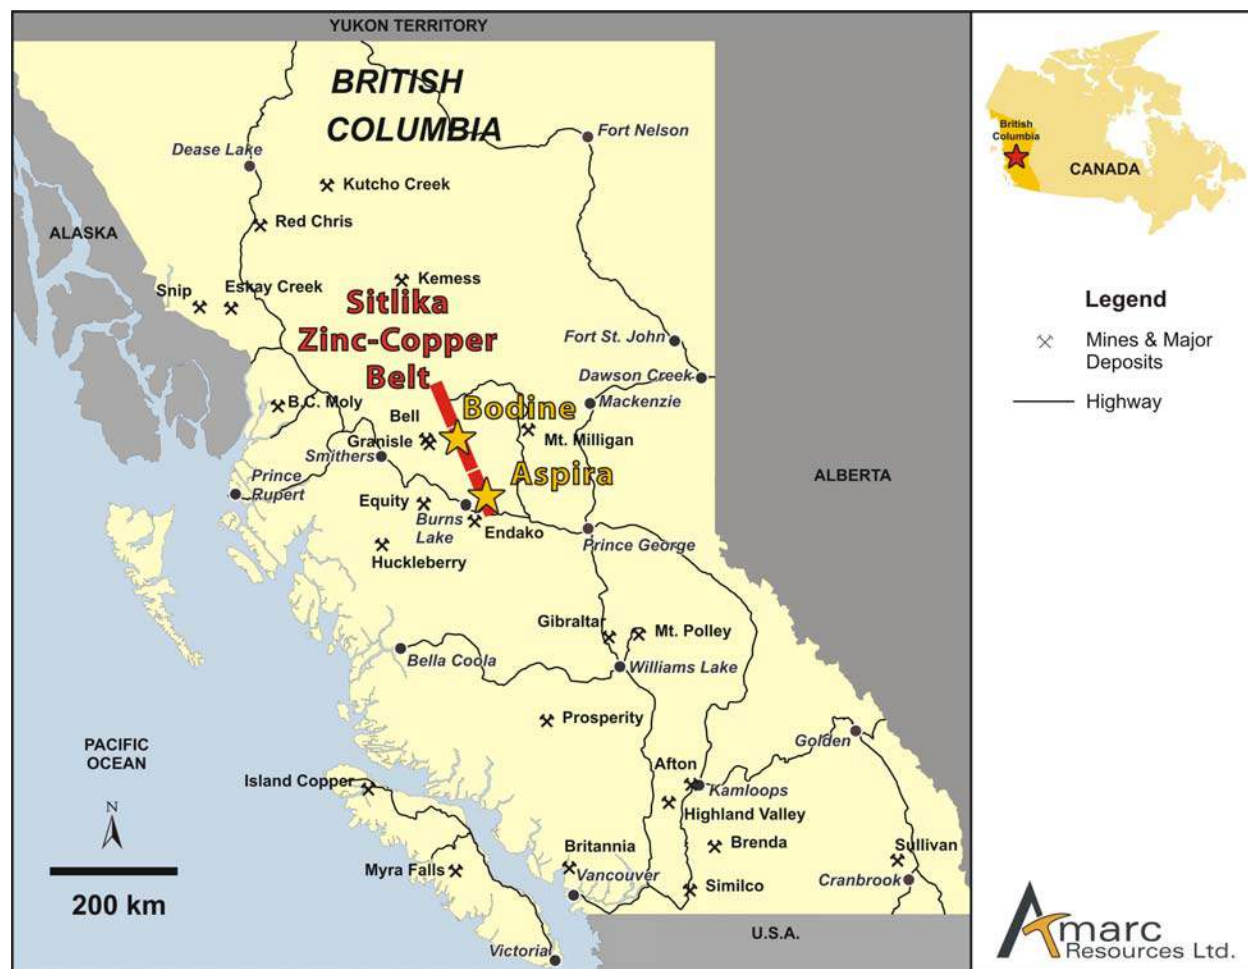 YUKON TERRITORY
BRITISH
COLUMBIA
Fort Nelson
Dease Lake
Kutcho Creek
Red Chris
ALASKA
Kemess
Snip
Eskay Creek
Sitlika
Zinc-Copper
Belt
Fort St. John
Dawson Creek
Mackenzie
B.C. Moly
Bell
Bodine
Granisle
Mt. Milligan
Smithers
Aspira
ALBERTA
Prince
Rupert
Equity
Burns
Lake
Endako
Prince George
Huckleberry
Gibraltar
Mt. Polley
Bella Coola
Williams Lake
Prosperity
Golden
PACIFIC
OCEAN
Afton
Island Copper
Kamloops
N
Highland Valley
Brenda
Britannia
Sullivan
Myra Falls
Vancouver
Cranbrook
Similco
200 km
U.S.A.
Victoria
British
Columbia
CANADA
Legend
Mines & Major
Deposits
Highway
Amarc
Resources Ltd.